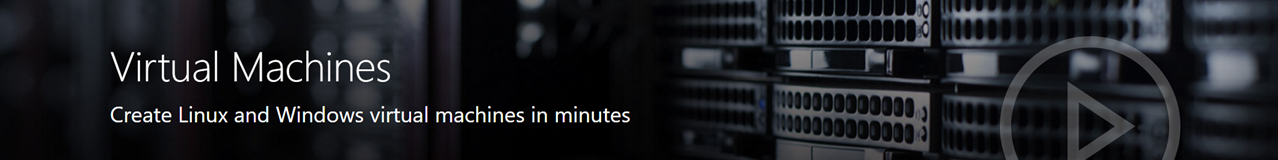 Virtual Machines
Create Linux and Windows virtual machines in minutes